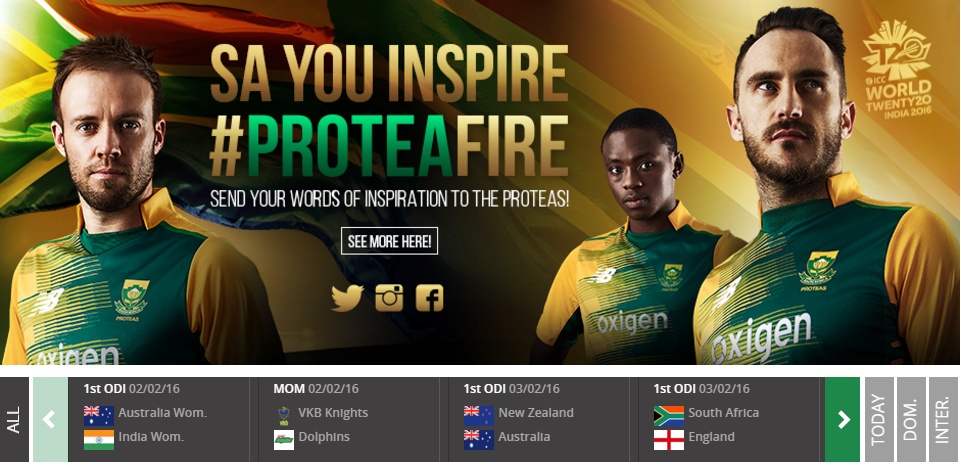 SA YOU INSPIRE
#PROTEAFIRE
SEND YOUR WORDS OF INSPIRATION TO THE PROTEAS!
SEE MORE HERE!
T20
ICC
WORLD
TWENTY20
INDIA 2016
NB
PROTEAS
oxigen
oxigen
PROTEAS
oxigen
ALL
1st ODI 02/02/16
Australia Wom.
India Wom.
MOM 02/02/16
VKB Knights
Dolphins
1st ODI 03/02/16
New Zealand
Australia
1st ODI 03/02/16
South Africa
England
TODAY
DOM.
INTER.